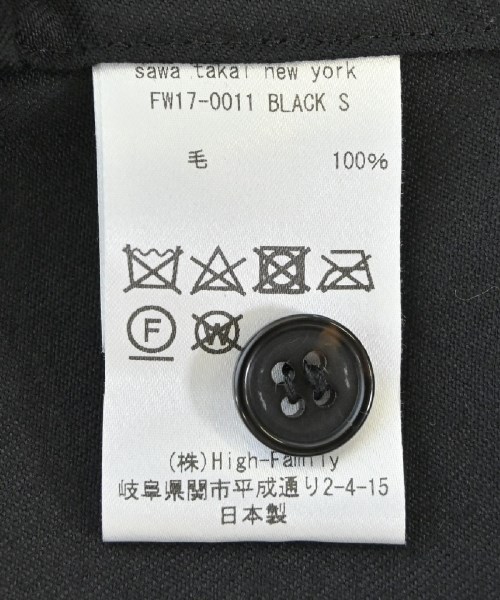 sawa takai new york
FW17-0011 BLACK S
毛 100%
F W
(株)High-Family
岐阜県関市平成通り2-4-15
日本製